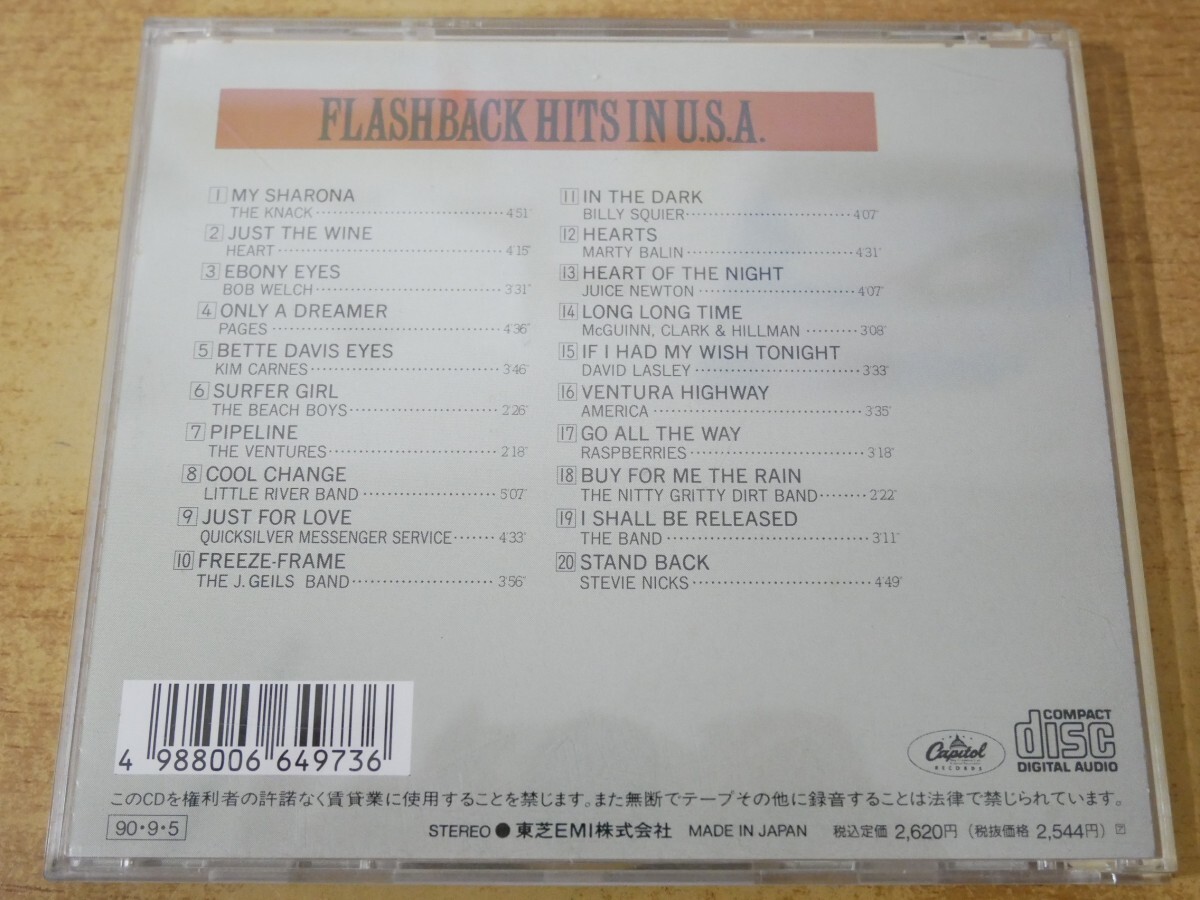 FLASHBACK HITS IN U.S.A.
1 MY SHARONA
THE KNACK 4'51"
2 JUST THE WINE
HEART 4'15"
3 EBONY EYES
BOB WELCH 3'31"
4 ONLY A DREAMER
PAGES 4'36"
5 BETTE DAVIS EYES
KIM CARNES 3'46"
6 SURFER GIRL
THE BEACH BOYS 2'26"
7 PIPELINE
THE VENTURES 2'18"
8 COOL CHANGE
LITTLE RIVER BAND 5'07"
9 JUST FOR LOVE
QUICKSILVER MESSENGER SERVICE 4'33"
10 FREEZE-FRAME
THE J. GEILS BAND 3'56"
11 IN THE DARK
BILLY SQUIER 4'07"
12 HEARTS
MARTY BALIN 4'31"
13 HEART OF THE NIGHT
JUICE NEWTON 4'07"
14 LONG LONG TIME
McGUINN, CLARK & HILLMAN 3'08"
15 IF I HAD MY WISH TONIGHT
DAVID LASLEY 3'33"
16 VENTURA HIGHWAY
AMERICA 3'35"
17 GO ALL THE WAY
RASPBERRIES 3'18"
18 BUY FOR ME THE RAIN
THE NITTY GRITTY DIRT BAND 2'22"
19 I SHALL BE RELEASED
THE BAND 3'11"
20 STAND BACK
STEVIE NICKS 4'49"
4 988006 649736
Capitol
RECORDS
COMPACT
disc
DIGITAL AUDIO
このCDを権利者の許諾なく賃貸業に使用することを禁じます。また無断でテープその他に録音することは法律で禁じられています。
90・9・5
STEREO ● 東芝EMI株式会社 MADE IN JAPAN 税込定価 2,620円 (税抜価格 2,544円)